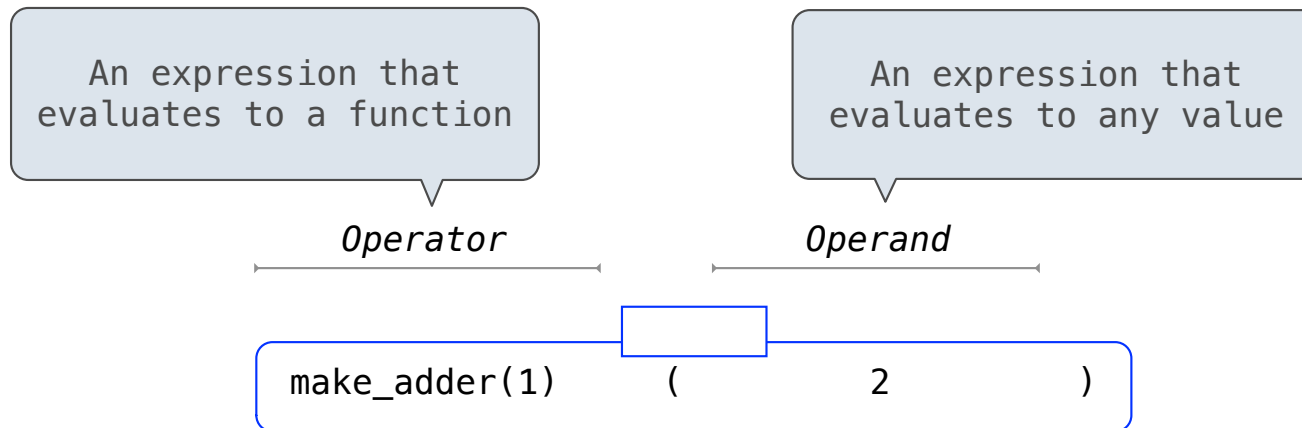 An expression that
evaluates to a function
An expression that
evaluates to any value
Operator
Operand
make_adder(1) ( 2 )